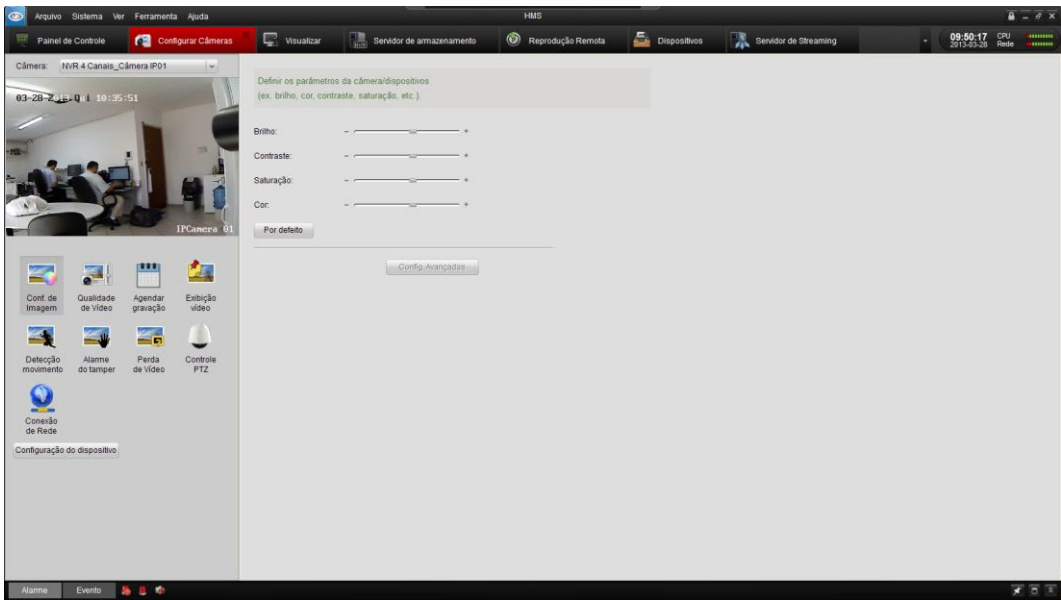 Arquivo Sistema Ver Ferramenta Ajuda
HMS
Painel de Controle
Configurar Câmeras
Visualizar
Servidor de armazenamento
Reprodução Remota
Dispositivos
Servidor de Streaming
09:50:17
2013-03-28
CPU
Rede
Câmera: NVR 4 Canais_Câmera IP01
10:35:51
IPCamera 01
Definir os parâmetros da câmera/dispositivos
(ex. brilho, cor, contraste, saturação, etc.).
Brilho: - +
Contraste: - +
Saturação: - +
Cor: - +
Por defeito
Config Avançadas
Conf. de
Imagem
Qualidade
de Vídeo
Agendar
gravação
Exibição
vídeo
Detecção
movimento
Alarme
do tamper
Perda
de Vídeo
Controle
PTZ
Conexão
de Rede
Configuração do dispositivo
Alarme
Evento